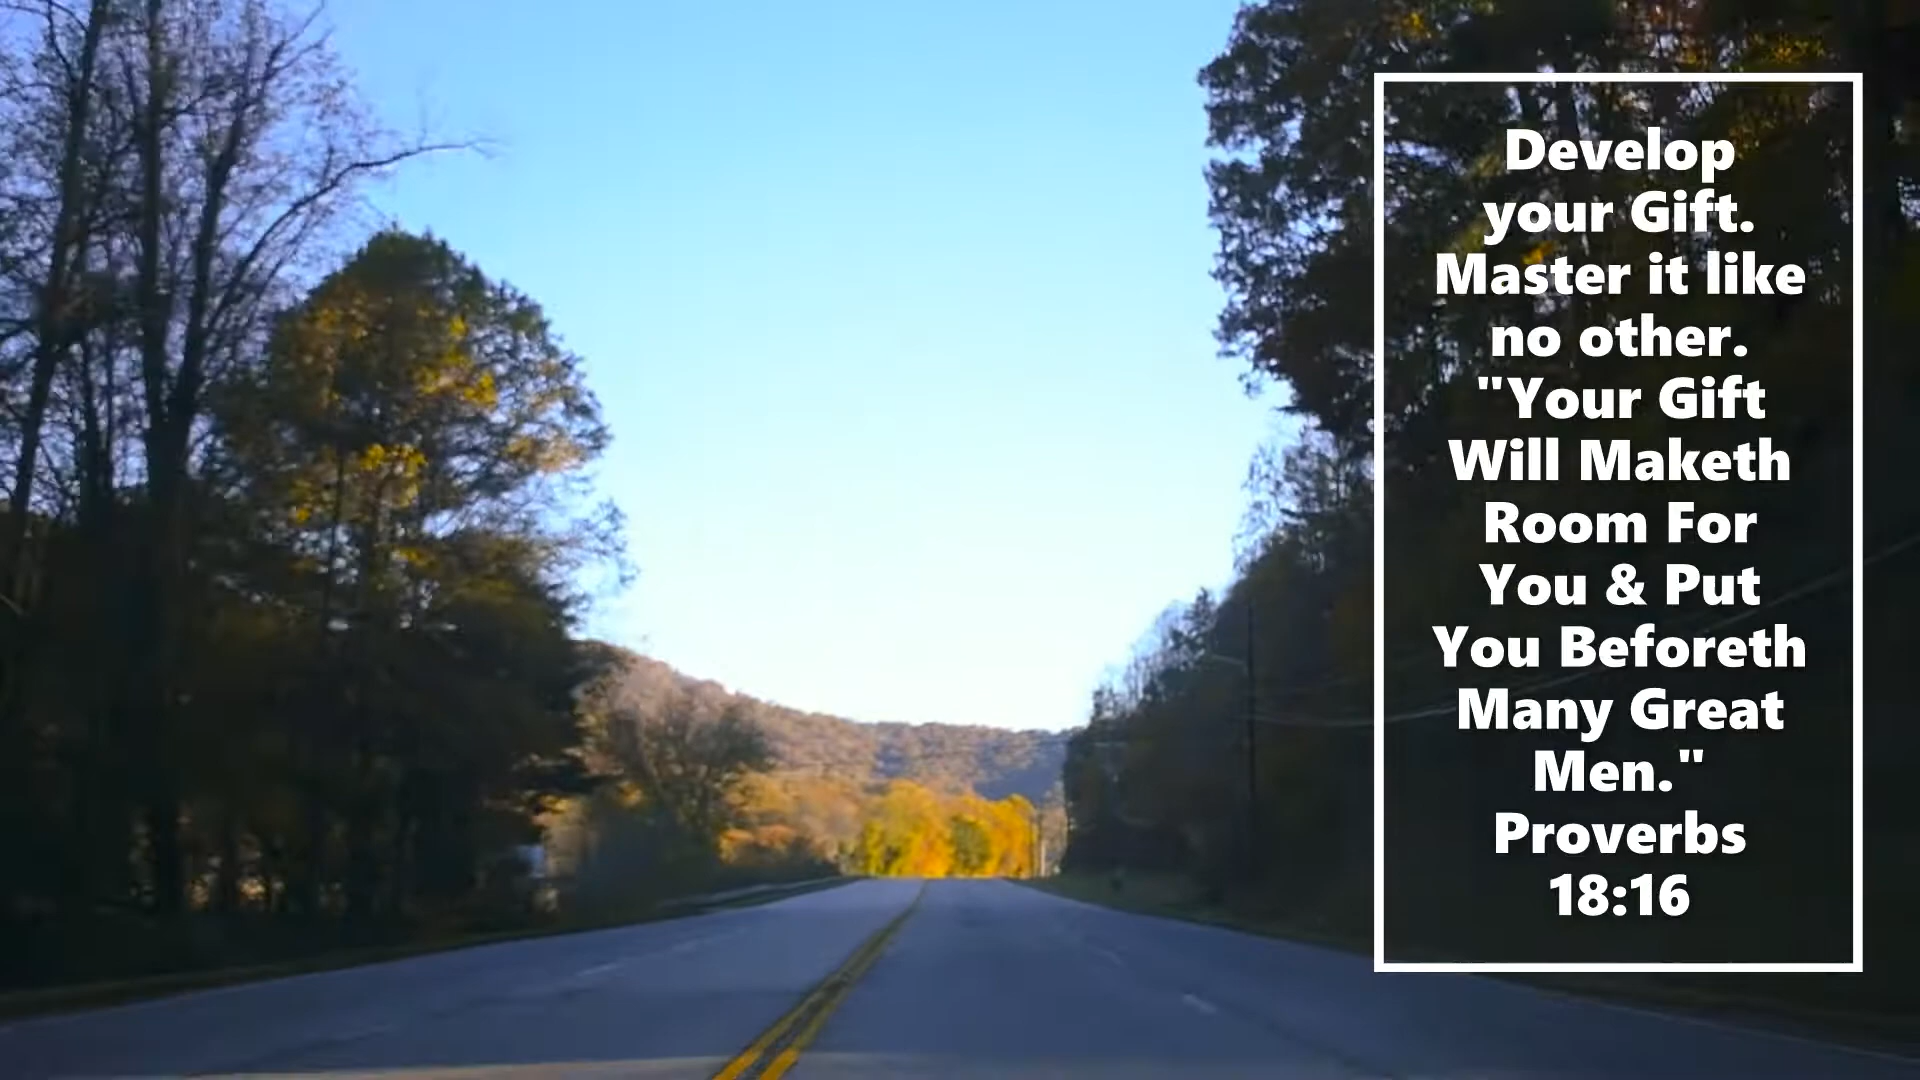 Develop
your Gift.
Master it like
no other.
"Your Gift
Will Maketh
Room For
You & Put
You Beforeth
Many Great
Men."
Proverbs
18:16